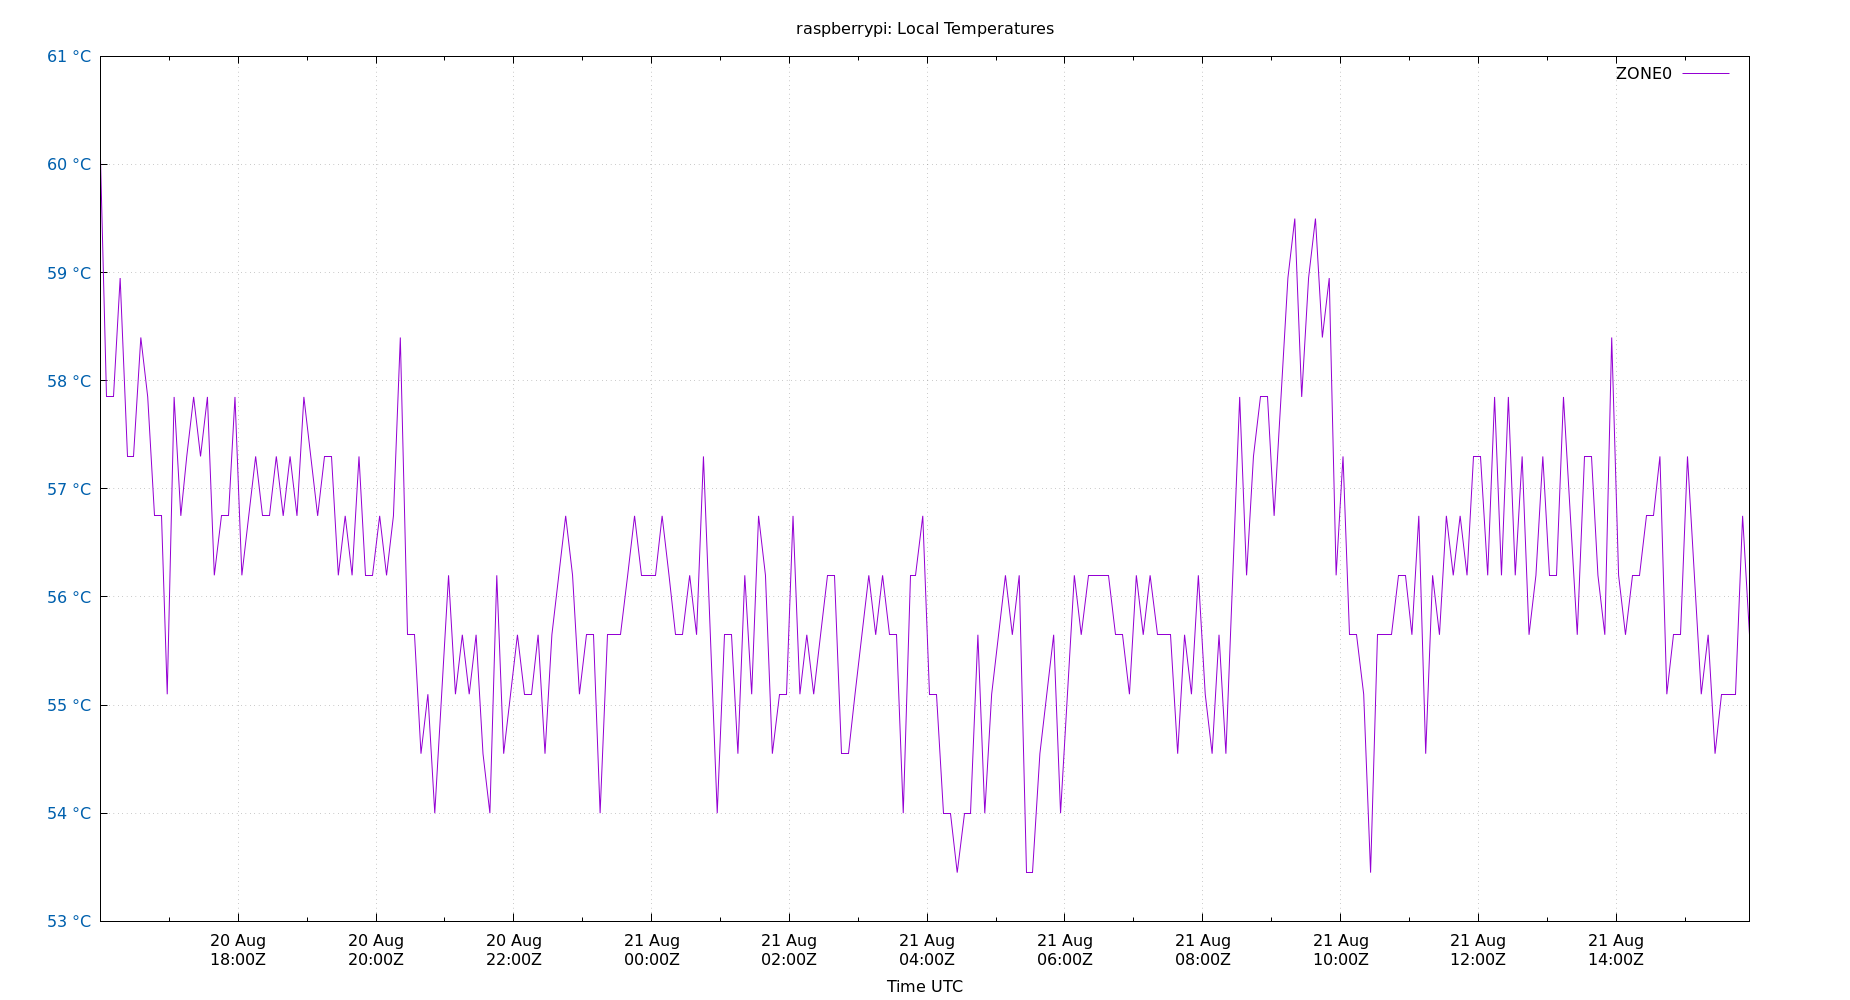 raspberrypi: Local Temperatures
61 °C
ZONE0
60 °C
59 °C
58 °C
57 °C
56 °C
55 °C
54 °C
53 °C
20 Aug 20 Aug 20 Aug 21 Aug 21 Aug 21 Aug 21 Aug 21 Aug 21 Aug 21 Aug 21 Aug
18:00Z 20:00Z 22:00Z 00:00Z 02:00Z 04:00Z 06:00Z 08:00Z 10:00Z 12:00Z 14:00Z
Time UTC